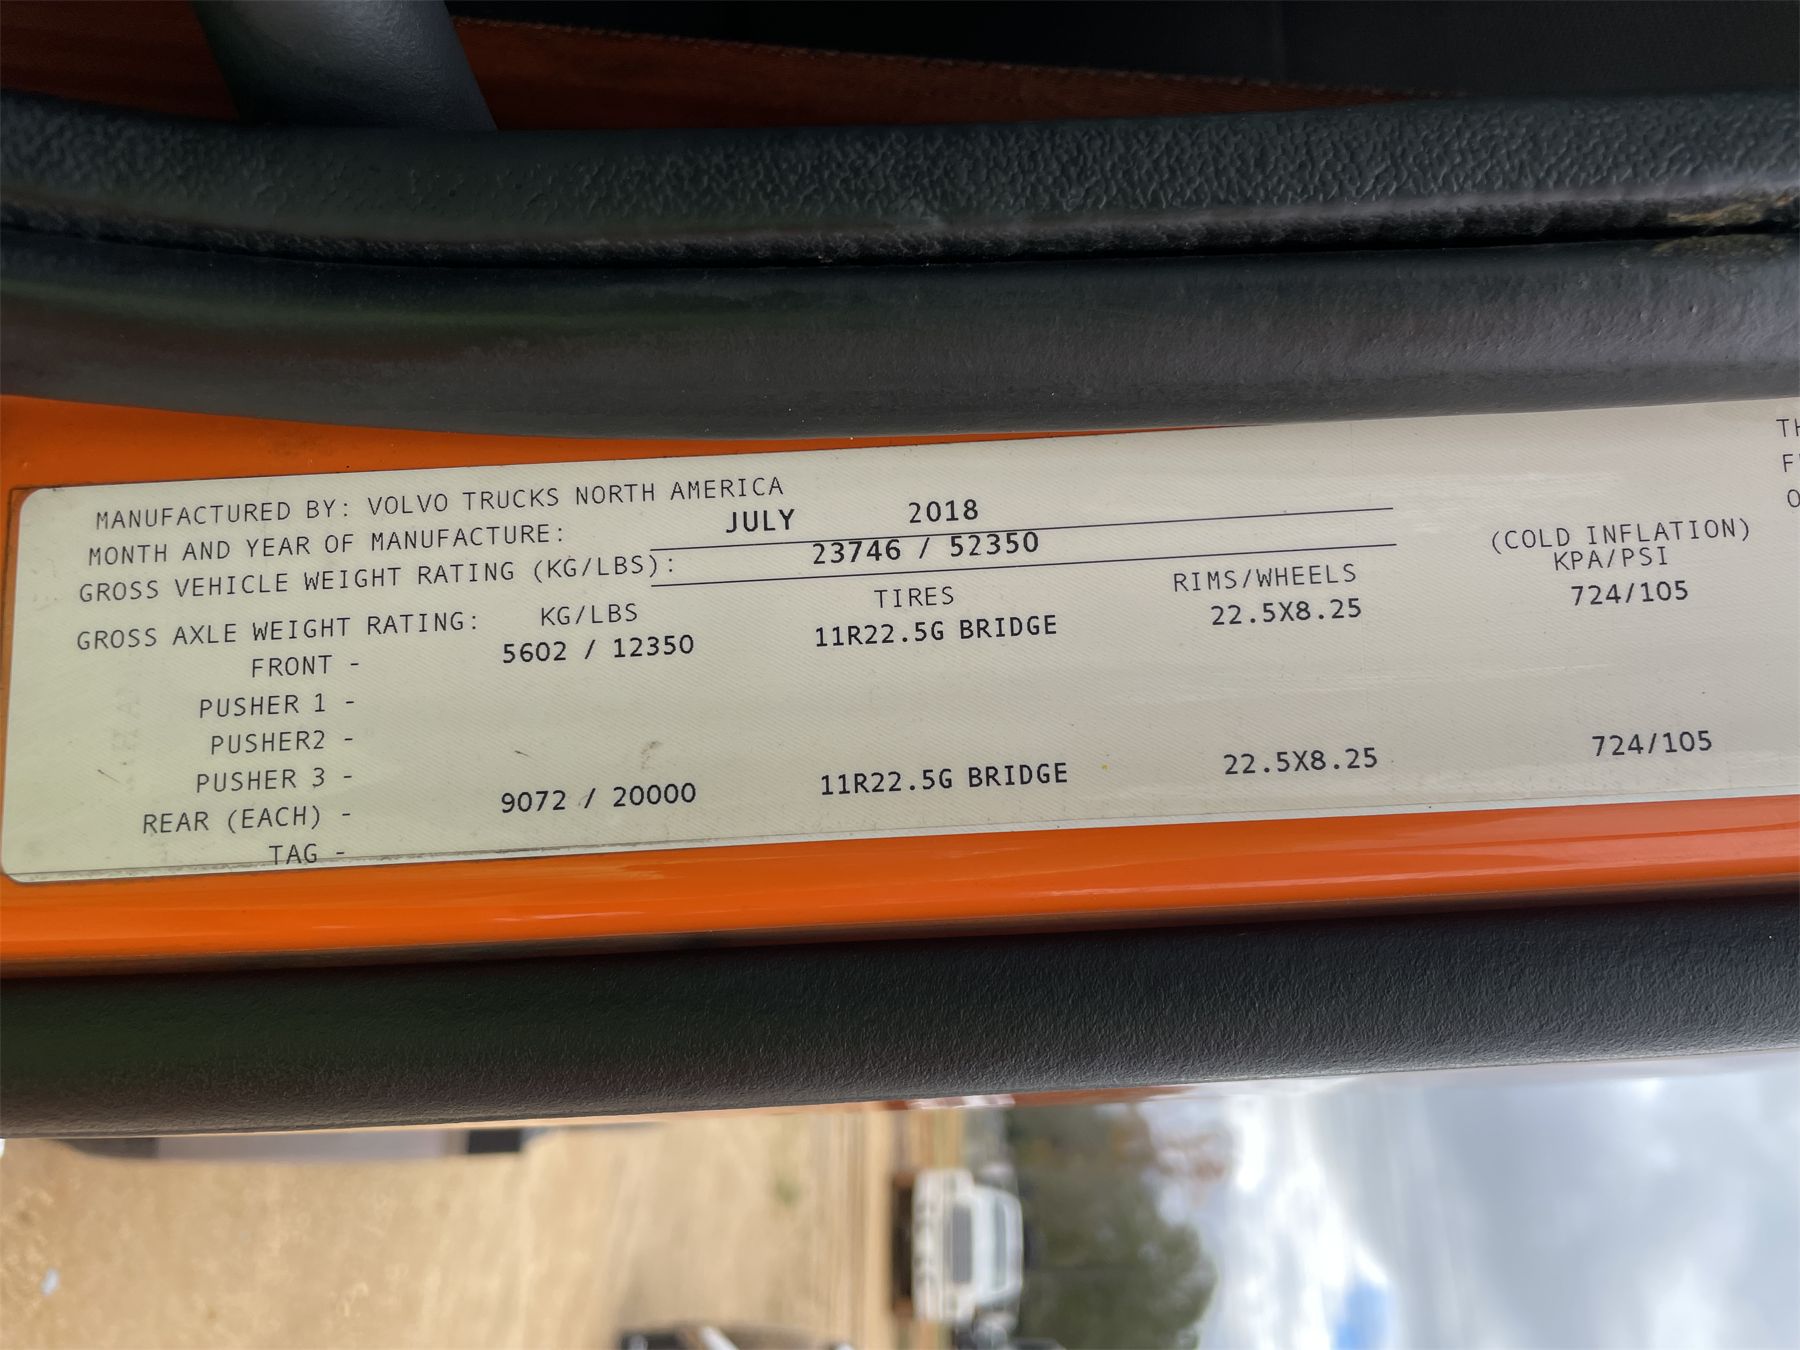 MANUFACTURED BY: VOLVO TRUCKS NORTH AMERICA
MONTH AND YEAR OF MANUFACTURE: JULY 2018
GROSS VEHICLE WEIGHT RATING (KG/LBS): 23746 / 52350
(COLD INFLATION)
GROSS AXLE WEIGHT RATING: KG/LBS TIRES RIMS/WHEELS KPA/PSI
FRONT - 5602 / 12350 11R22.5G BRIDGE 22.5X8.25 724/105
PUSHER 1 -
PUSHER2 -
PUSHER 3 -
REAR (EACH) - 9072 / 20000 11R22.5G BRIDGE 22.5X8.25 724/105
TAG -